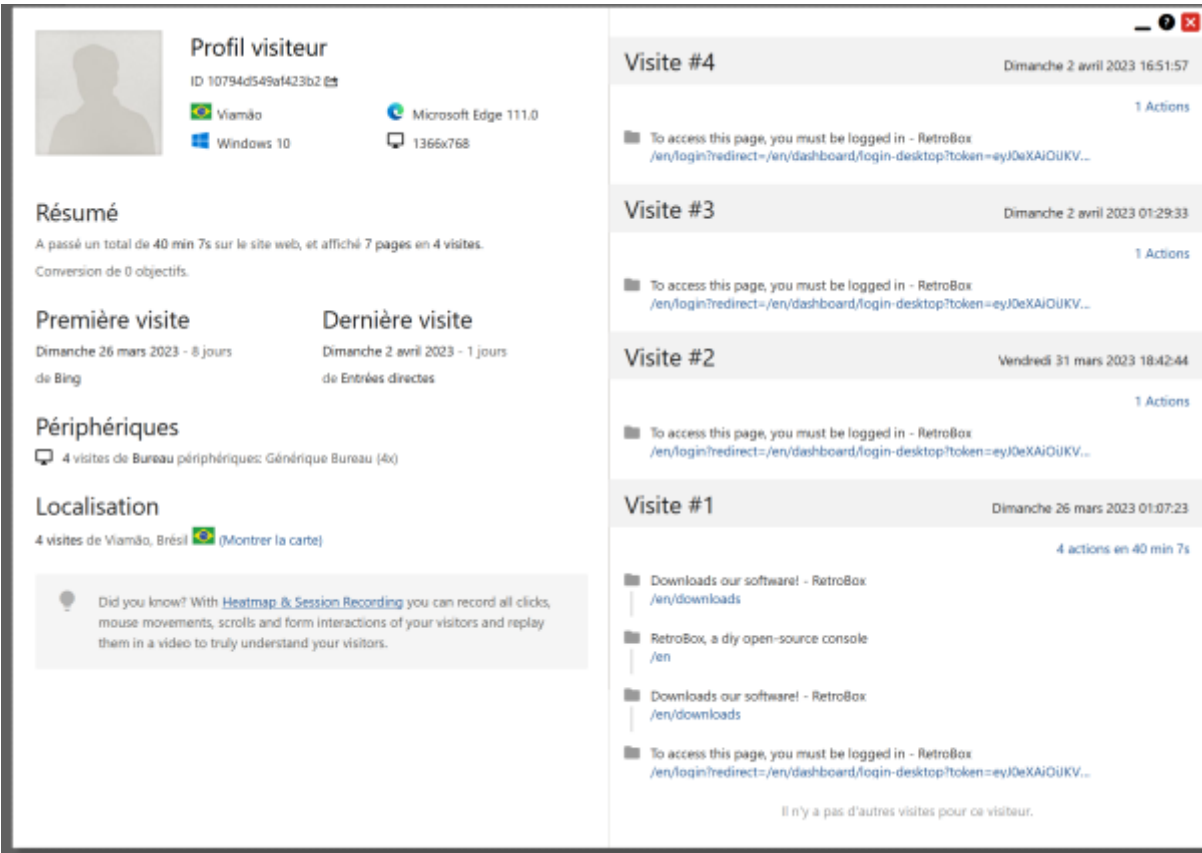 Profil visiteur
ID 10794d549af423b2
Viamão
Microsoft Edge 111.0
Windows 10
1366x768
Résumé
A passé un total de 40 min 7s sur le site web, et affiché 7 pages en 4 visites.
Conversion de 0 objectifs.
Première visite
Dimanche 26 mars 2023 - 8 jours
de Bing
Dernière visite
Dimanche 2 avril 2023 - 1 jours
de Entrées directes
Périphériques
4 visites de Bureau périphériques: Générique Bureau (4x)
Localisation
4 visites de Viamão, Brésil (Montrer la carte)
Did you know? With Heatmap & Session Recording you can record all clicks,
mouse movements, scrolls and form interactions of your visitors and replay
them in a video to truly understand your visitors.
Visite #4
Dimanche 2 avril 2023 16:51:57
1 Actions
To access this page, you must be logged in - RetroBox
/en/login?redirect=/en/dashboard/login-desktop?token=eyJ0eXAiOiJKV...
Visite #3
Dimanche 2 avril 2023 01:29:33
1 Actions
To access this page, you must be logged in - RetroBox
/en/login?redirect=/en/dashboard/login-desktop?token=eyJ0eXAiOiJKV...
Visite #2
Vendredi 31 mars 2023 18:42:44
1 Actions
To access this page, you must be logged in - RetroBox
/en/login?redirect=/en/dashboard/login-desktop?token=eyJ0eXAiOiJKV...
Visite #1
Dimanche 26 mars 2023 01:07:23
4 actions en 40 min 7s
Downloads our software! - RetroBox
/en/downloads
RetroBox, a diy open-source console
/en
Downloads our software! - RetroBox
/en/downloads
To access this page, you must be logged in - RetroBox
/en/login?redirect=/en/dashboard/login-desktop?token=eyJ0eXAiOiJKV...
Il n'y a pas d'autres visites pour ce visiteur.